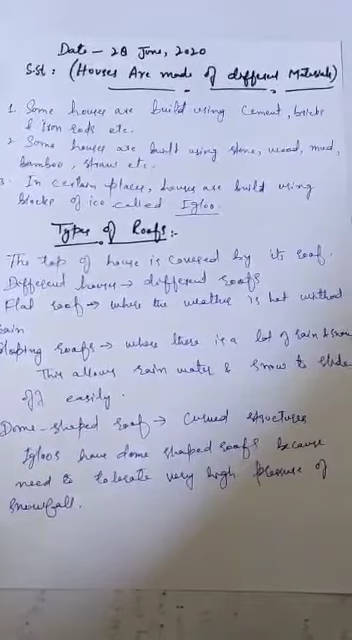 Date - 28 June, 2020
S.St : (Houses Are made of different Materials)
1. Some houses are build using Cement, bricks
& iron rods etc.
2. Some houses are built using stone, wood, mud,
bamboo, straw etc.
3. In certain places, houses are build using
blocks of ice called Igloo.
Types of Roofs:-
The top of house is covered by its roof.
Different houses → different roofs
Flat roof → where the weather is hot without
rain
Sloping roofs → where there is a lot of rain & snow
This allows rain water & snow to slide
off easily.
Dome-shaped roof → Curved structures
Igloos have dome shaped roofs because
need to tolerate very high pressure of
snowfall.